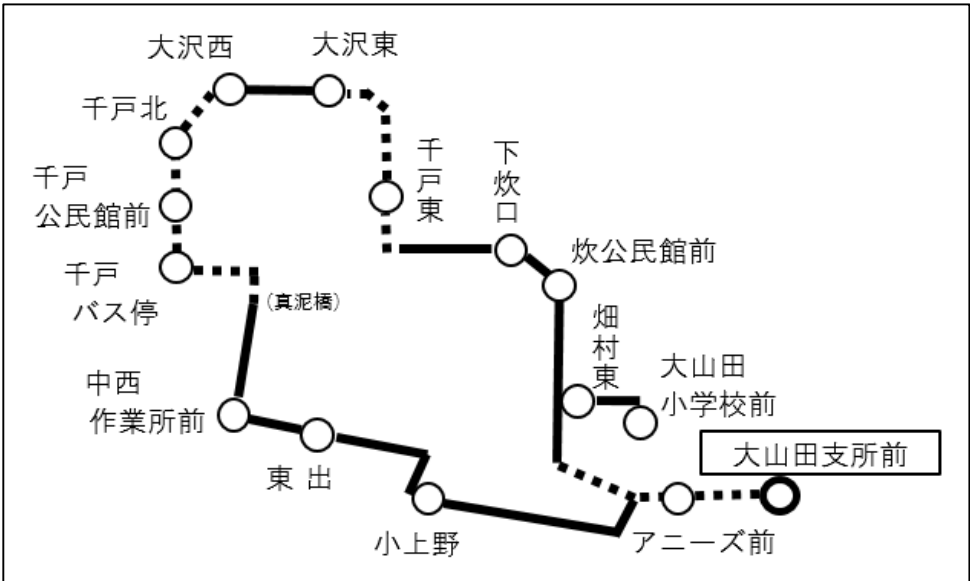 大沢西
大沢東
千戸北
千戸東
下炊口
千戸
公民館前
炊公民館前
千戸
バス停
(真泥橋)
畑村東
大山田
小学校前
中西
作業所前
大山田支所前
東出
小上野
アニーズ前